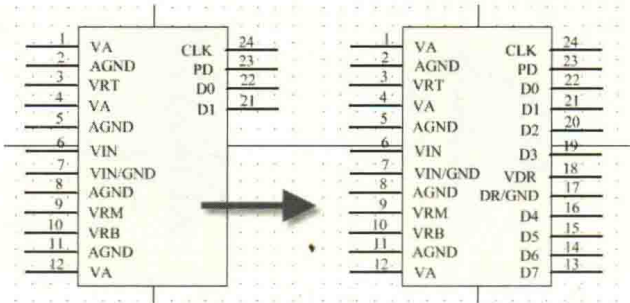 1 VA CLK 24
2 AGND PD 23
3 VRT D0 22
4 VA D1 21
5 AGND
6 VIN
7 VIN/GND
8 AGND
9 VRM
10 VRB
11 AGND
12 VA
1 VA CLK 24
2 AGND PD 23
3 VRT D0 22
4 VA D1 21
5 AGND D2 20
6 VIN D3 19
7 VIN/GND VDR 18
8 AGND DR/GND 17
9 VRM D4 16
10 VRB D5 15
11 AGND D6 14
12 VA D7 13